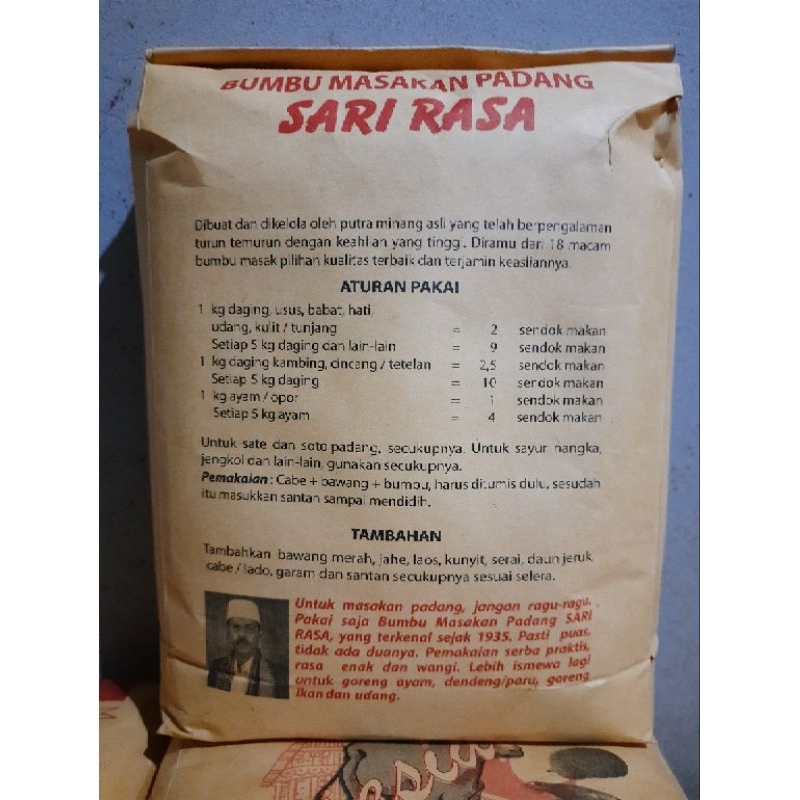 BUMBU MASAKAN PADANG
SARI RASA
Dibuat dan dikelola oleh putra minang asli yang telah berpengalaman
turun temurun dengan keahlian yang tinggi. Diramu dari 18 macam
bumbu masak pilihan kualitas terbaik dan terjamin keasliannya.
ATURAN PAKAI
1 kg daging, usus, babat, hati,
udang, kulit / tunjang = 2 sendok makan
Setiap 5 kg daging dan lain-lain = 9 sendok makan
1 kg daging kambing, cincang / tetelan = 2,5 sendok makan
Setiap 5 kg daging = 10 sendok makan
1 kg ayam / opor = 1 sendok makan
Setiap 5 kg ayam = 4 sendok makan
Untuk sate dan soto padang, secukupnya. Untuk sayur nangka,
jengkol dan lain-lain, gunakan secukupnya.
Pemakaian : Cabe + bawang + bumbu, harus ditumis dulu, sesudah
itu masukkan santan sampai mendidih.
TAMBAHAN
Tambahkan bawang merah, jahe, laos, kunyit, serai, daun jeruk,
cabe / lado, garam dan santan secukupnya sesuai selera.
Untuk masakan padang, jangan ragu-ragu.
Pakai saja Bumbu Masakan Padang SARI
RASA, yang terkenal sejak 1935. Pasti puas,
tidak ada duanya. Pemakaian serba praktis,
rasa enak dan wangi. Lebih ismewa lagi
untuk goreng ayam, dendeng/paru, goreng
ikan dan udang.